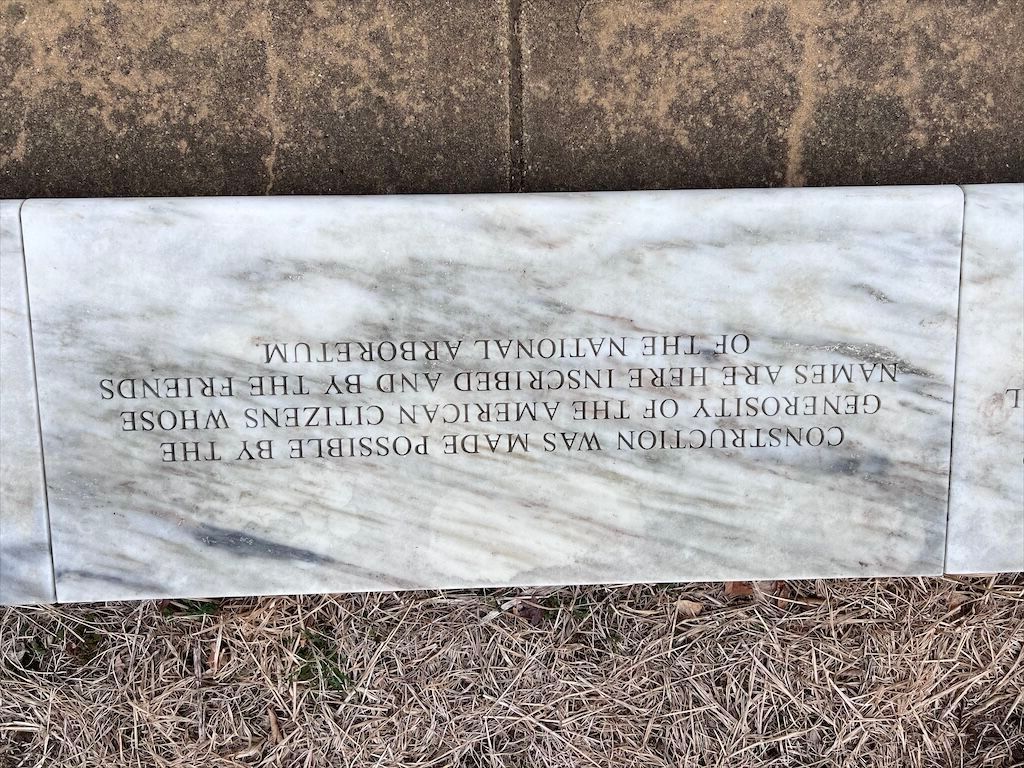 CONSTRUCTION WAS MADE POSSIBLE BY THE
GENEROSITY OF THE AMERICAN CITIZENS WHOSE
NAMES ARE HERE INSCRIBED AND BY THE FRIENDS
OF THE NATIONAL ARBORETUM.